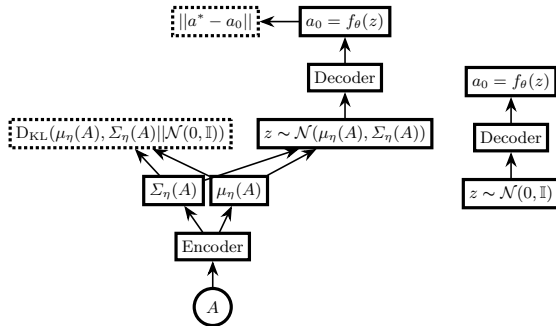 ||a* − a₀||
a₀ = f_θ(z)
Decoder
D_KL(μ_η(A), Σ_η(A)||𝒩(0, 𝕀))
z ∼ 𝒩(μ_η(A), Σ_η(A))
Σ_η(A)
μ_η(A)
Encoder
A
a₀ = f_θ(z)
Decoder
z ∼ 𝒩(0, 𝕀)